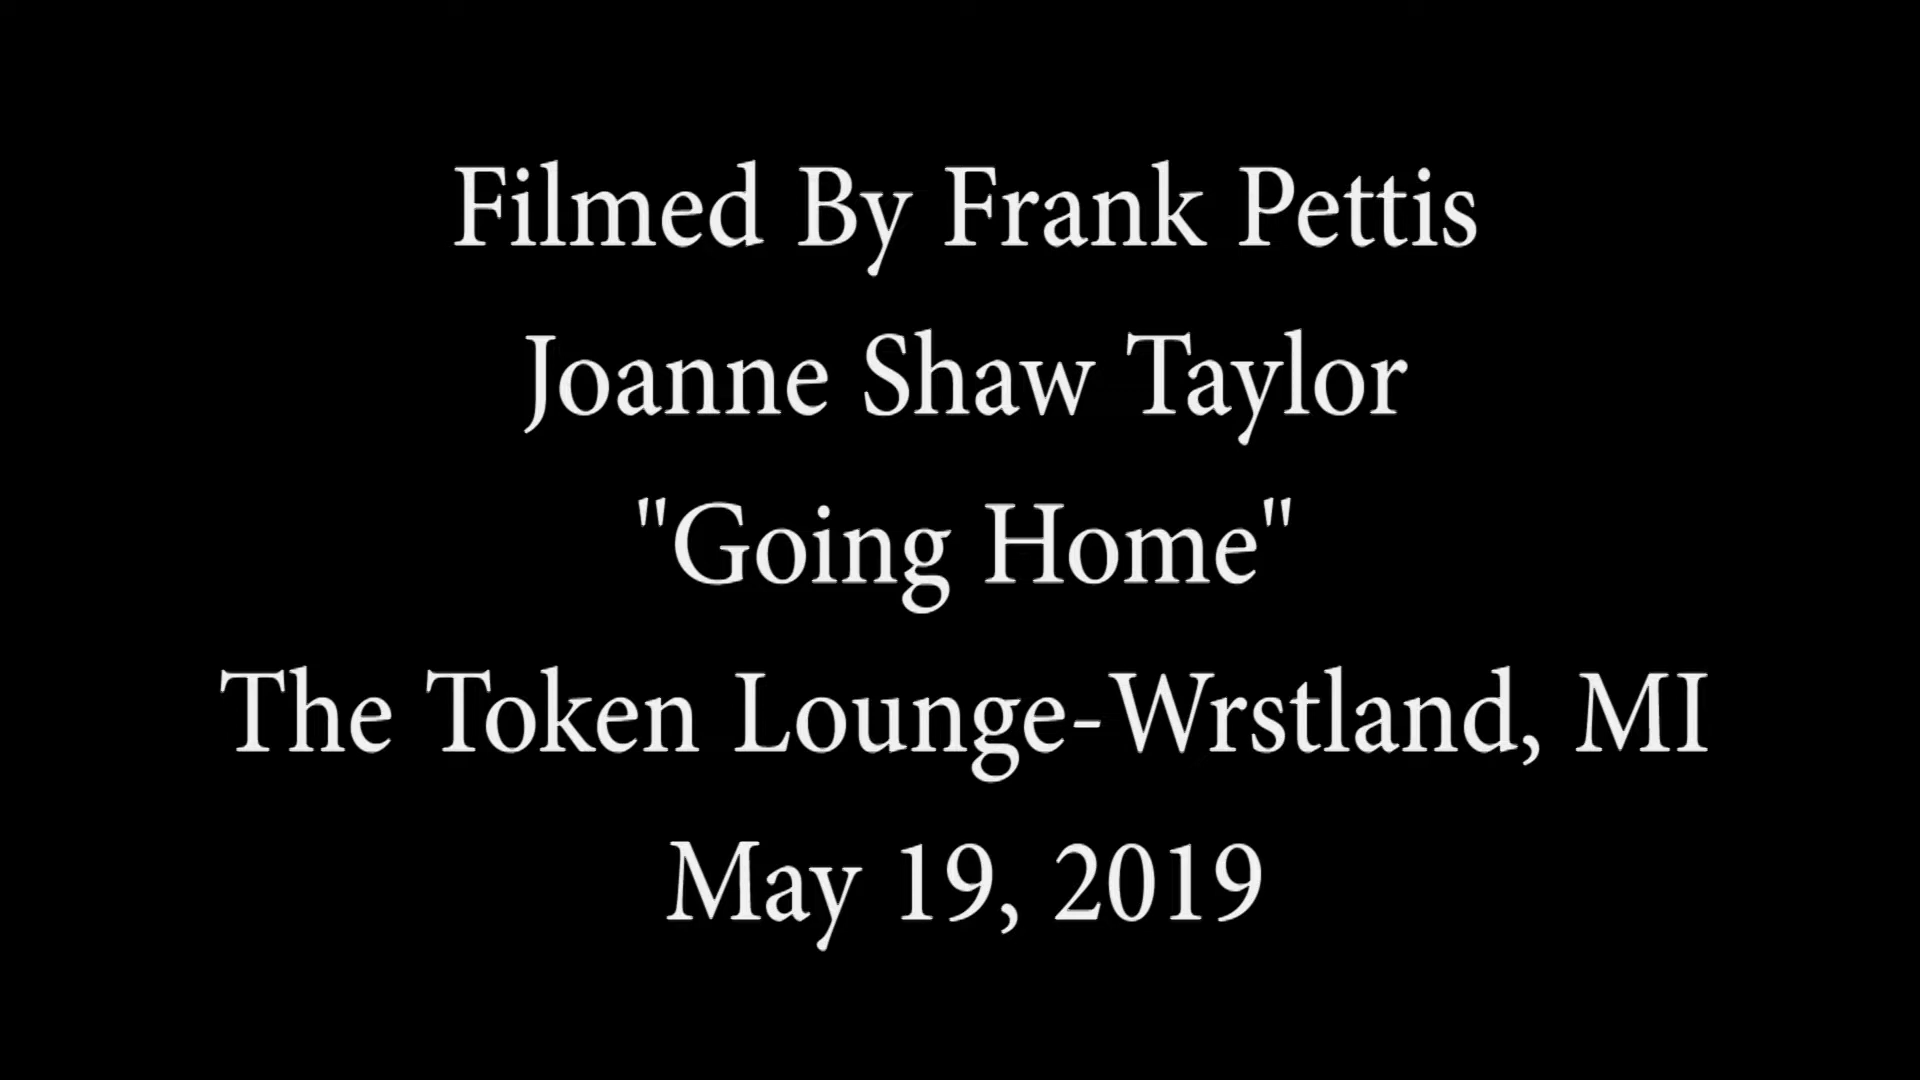 Filmed By Frank Pettis
Joanne Shaw Taylor
"Going Home"
The Token Lounge-Wrstland, MI
May 19, 2019